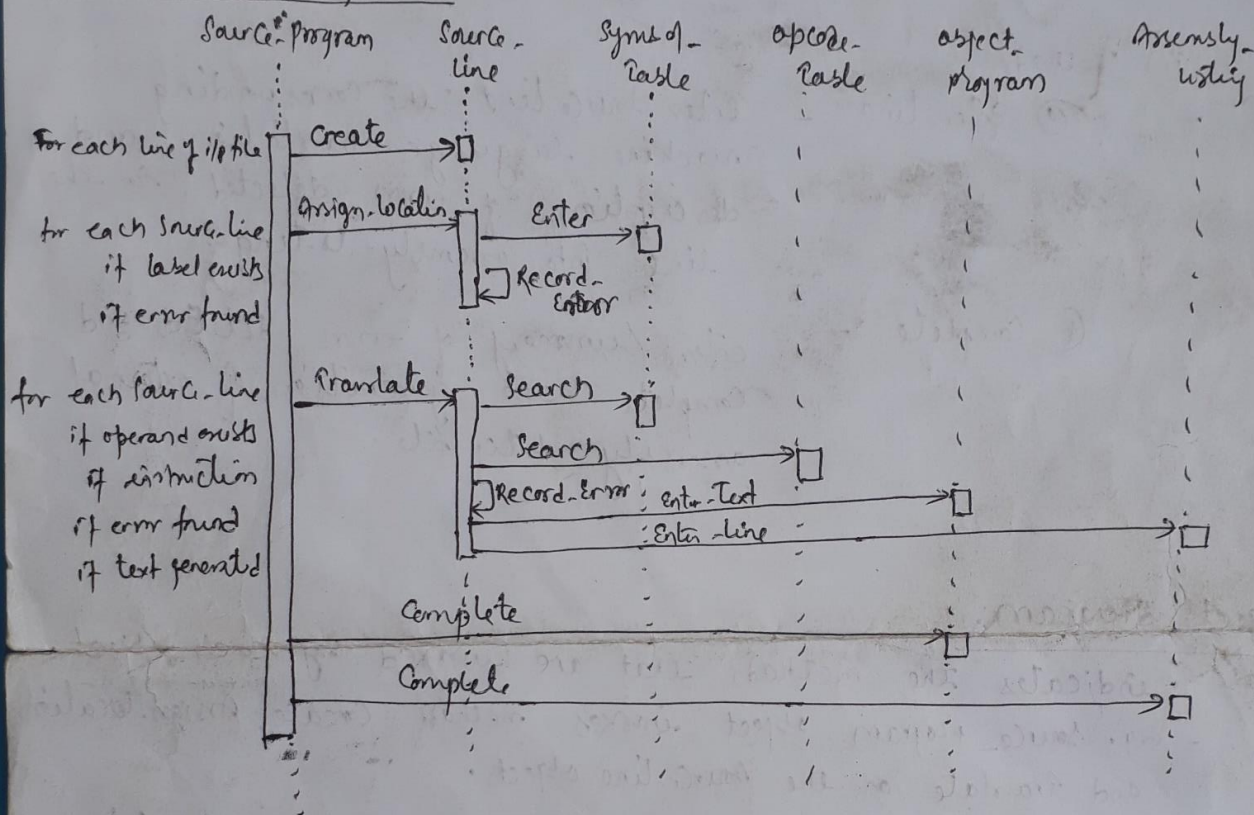 Source-Program
Source-
line
Symbol-
Table
opcode-
Table
object-
program
Assembly-
listing
For each line of i/p file
Create
for each Source-line
Assign-Location
Enter
if label exists
Record-
Error
if error found
for each Source-line
Translate
Search
if operand exists
Search
if instruction
Record-Error
Enter-Text
if error found
Enter-line
if text generated
Complete
Complete